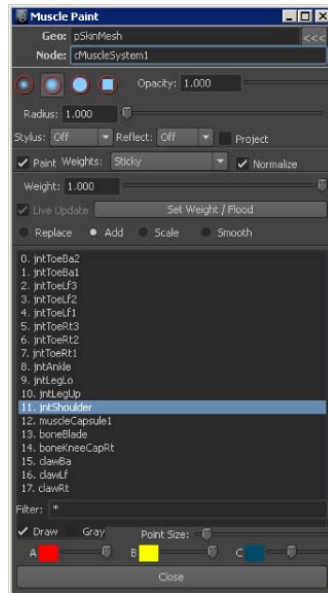 Muscle Paint
Geo: pSkinMesh <<<
Node: cMuscleSystem1
Opacity: 1.000
Radius: 1.000
Stylus: Off Reflect: Off Project
Paint Weights: Sticky Normalize
Weight: 1.000
Live Update Set Weight / Flood
Replace Add Scale Smooth
0. jntToeBa2
1. jntToeBa1
2. jntToeLf3
3. jntToeLf2
4. jntToeLf1
5. jntToeRt3
6. jntToeRt2
7. jntToeRt1
8. jntAnkle
9. jntLegLo
10. jntLegUp
11. jntShoulder
12. muscleCapsule1
13. boneBlade
14. boneKneeCapRt
15. clawBa
16. clawLf
17. clawRt
Filter: *
Draw Gray Point Size:
A B C
Close